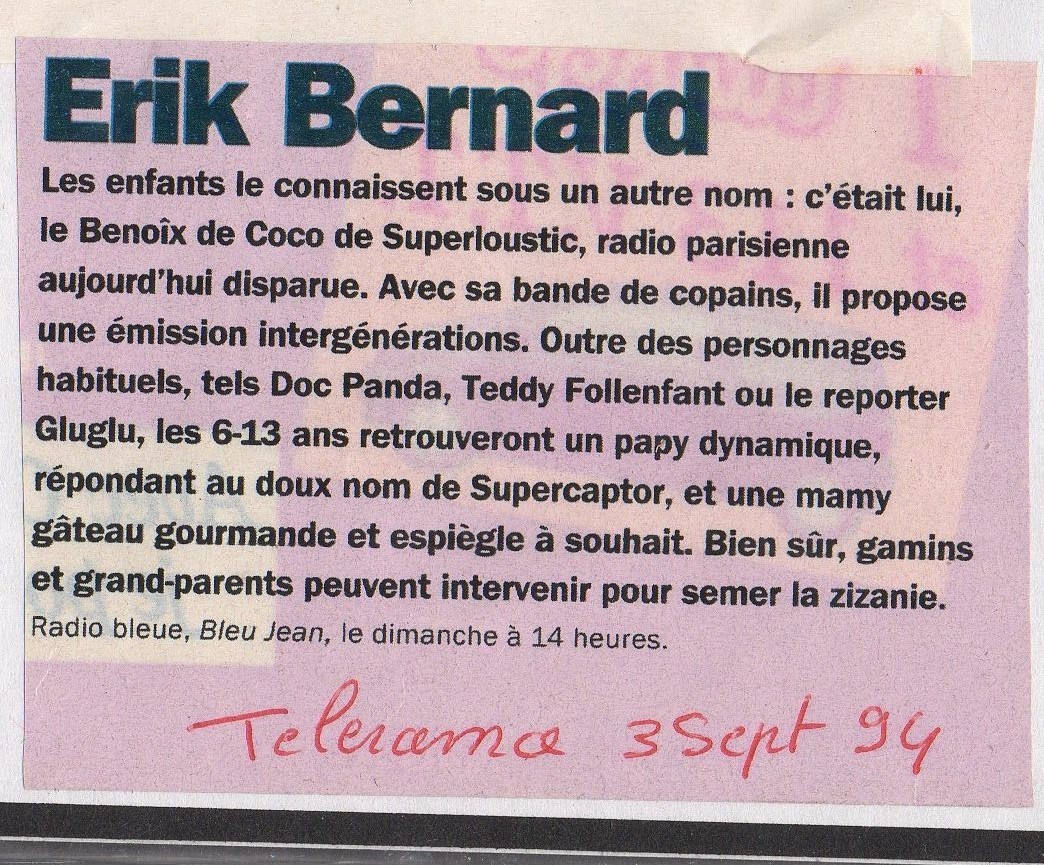 Erik Bernard
Les enfants le connaissent sous un autre nom : c'était lui,
le Benoîx de Coco de Superloustic, radio parisienne
aujourd'hui disparue. Avec sa bande de copains, il propose
une émission intergénérations. Outre des personnages
habituels, tels Doc Panda, Teddy Follenfant ou le reporter
Gluglu, les 6-13 ans retrouveront un papy dynamique,
répondant au doux nom de Supercaptor, et une mamy
gâteau gourmande et espiègle à souhait. Bien sûr, gamins
et grand-parents peuvent intervenir pour semer la zizanie.
Radio bleue, Bleu Jean, le dimanche à 14 heures.
Telerama 3 Sept 94